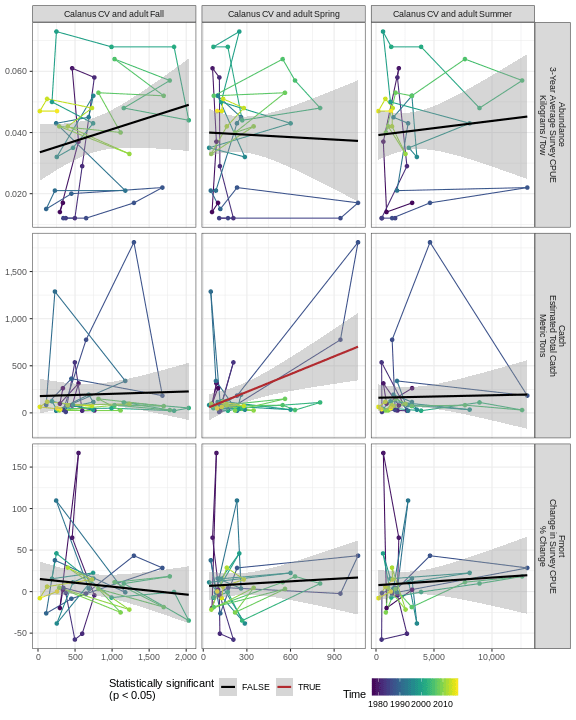 Calanus CV and adult Fall
Calanus CV and adult Spring
Calanus CV and adult Summer
0.060
0.040
0.020
Abundance
3-Year Average Survey CPUE
Kilograms / Tow
1,500
1,000
500
0
Catch
Estimated Total Catch
Metric Tons
150
100
50
0
-50
Fmort
Change in Survey CPUE
% Change
0 500 1,000 1,500 2,000
0 300 600 900
0 5,000 10,000
Statistically significant
(p < 0.05)
FALSE
TRUE
Time
1980 1990 2000 2010